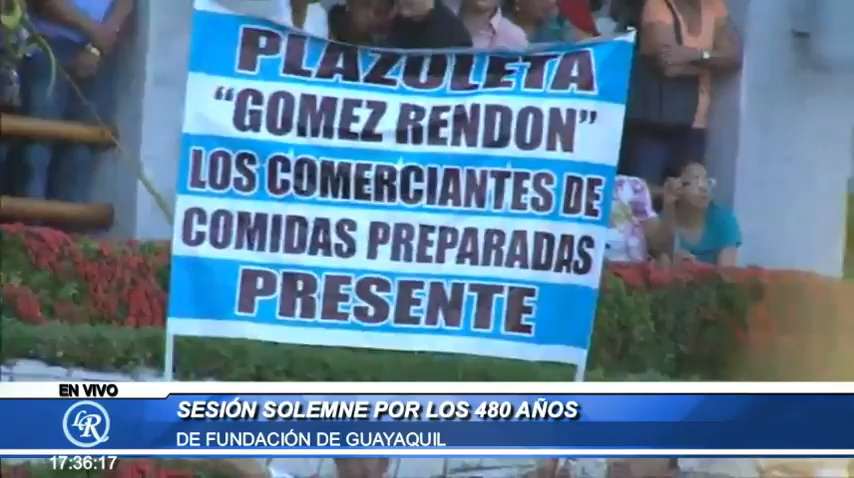 PLAZOLETA
“GOMEZ RENDON”
LOS COMERCIANTES DE
COMIDAS PREPARADAS
PRESENTE
EN VIVO
LR
SESIÓN SOLEMNE POR LOS 480 AÑOS
DE FUNDACIÓN DE GUAYAQUIL
17:36:17